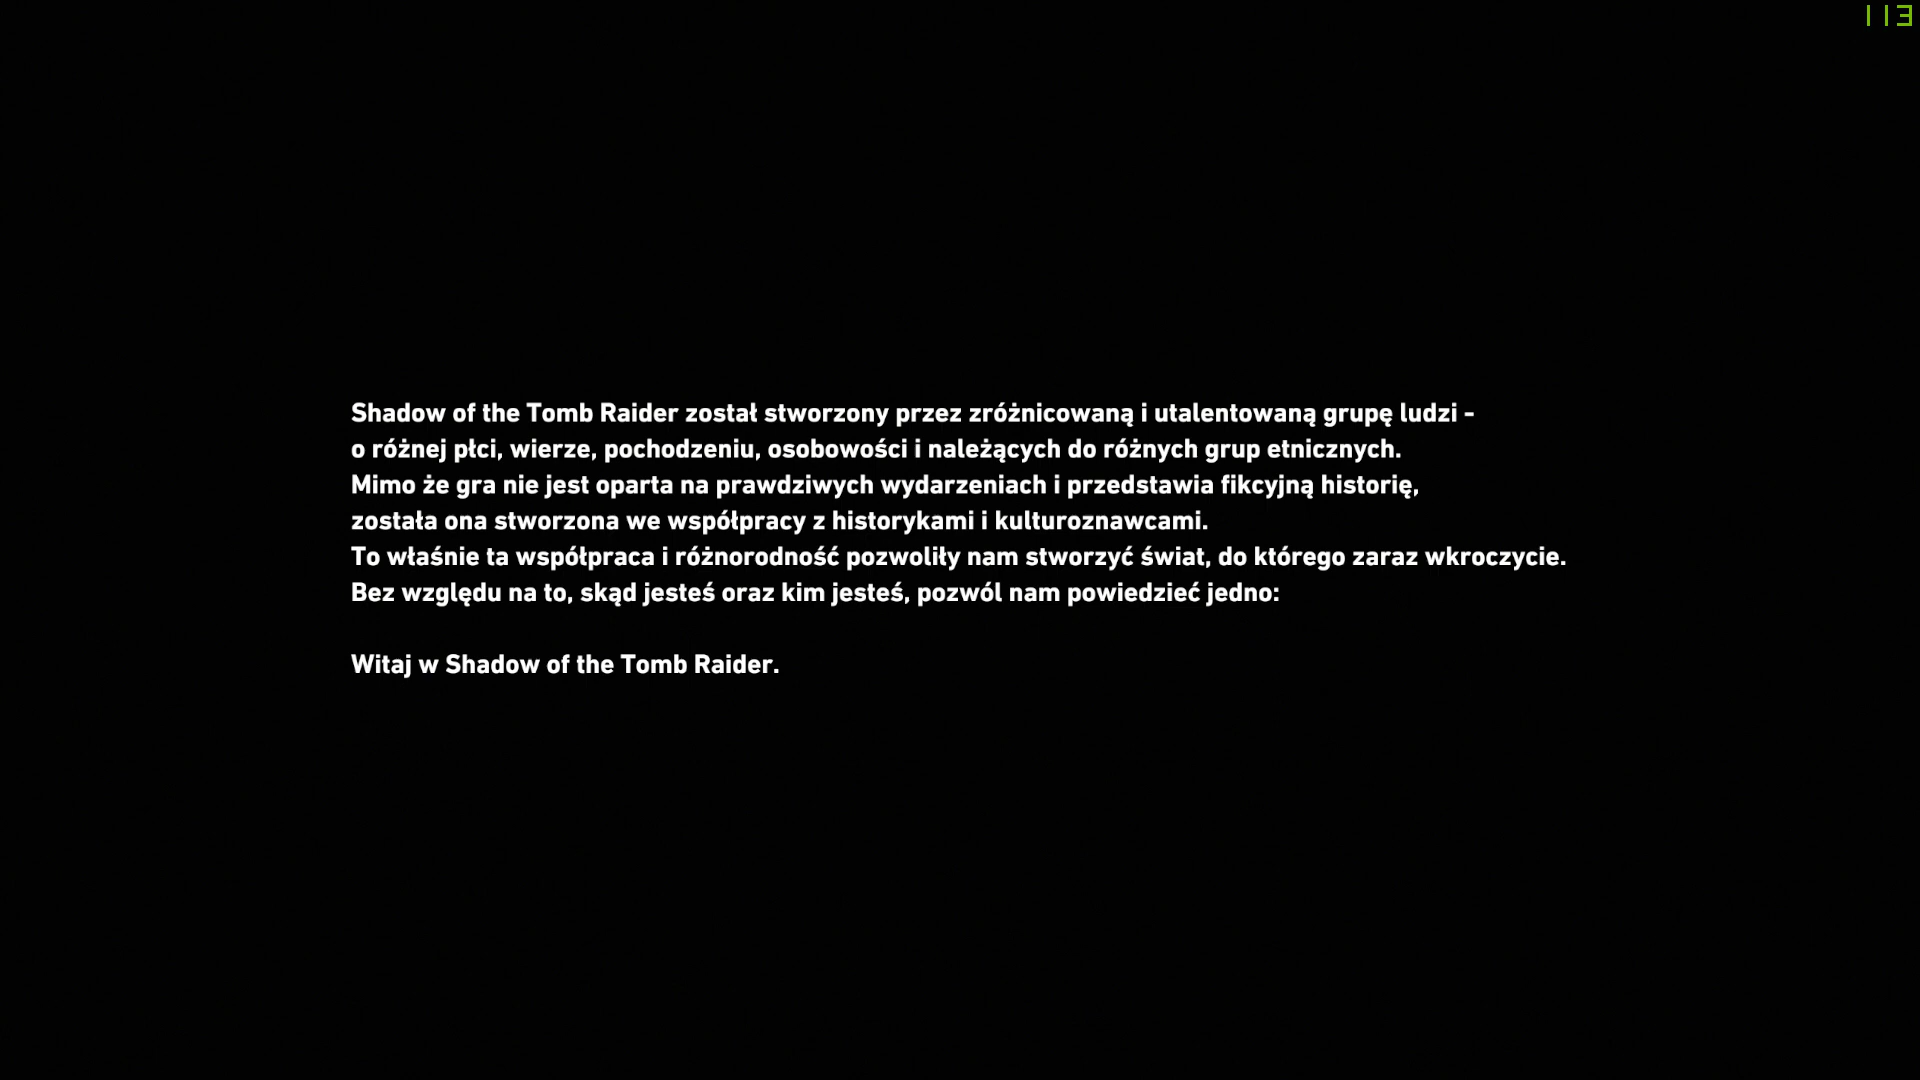 113
Shadow of the Tomb Raider został stworzony przez zróżnicowaną i utalentowaną grupę ludzi -
o różnej płci, wierze, pochodzeniu, osobowości i należących do różnych grup etnicznych.
Mimo że gra nie jest oparta na prawdziwych wydarzeniach i przedstawia fikcyjną historię,
została ona stworzona we współpracy z historykami i kulturoznawcami.
To właśnie ta współpraca i różnorodność pozwoliły nam stworzyć świat, do którego zaraz wkroczycie.
Bez względu na to, skąd jesteś oraz kim jesteś, pozwól nam powiedzieć jedno:
Witaj w Shadow of the Tomb Raider.